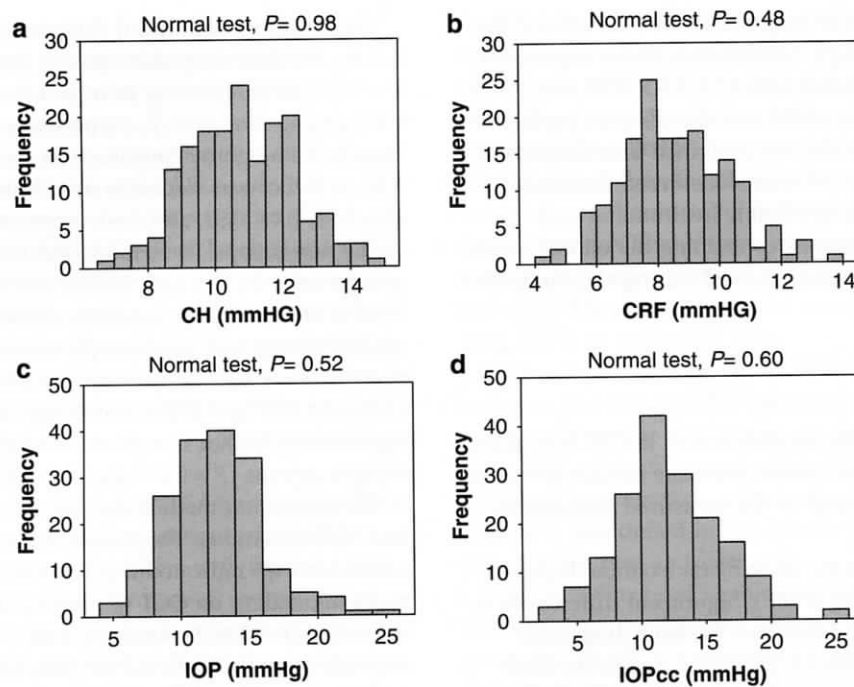 a
Normal test, P= 0.98
30
25
20
15
10
5
0
Frequency
8 10 12 14
CH (mmHG)
b
Normal test, P= 0.48
30
25
20
15
10
5
0
Frequency
4 6 8 10 12 14
CRF (mmHG)
c
Normal test, P= 0.52
50
40
30
20
10
0
Frequency
5 10 15 20 25
IOP (mmHg)
d
Normal test, P= 0.60
50
40
30
20
10
0
Frequency
5 10 15 20 25
IOPcc (mmHg)